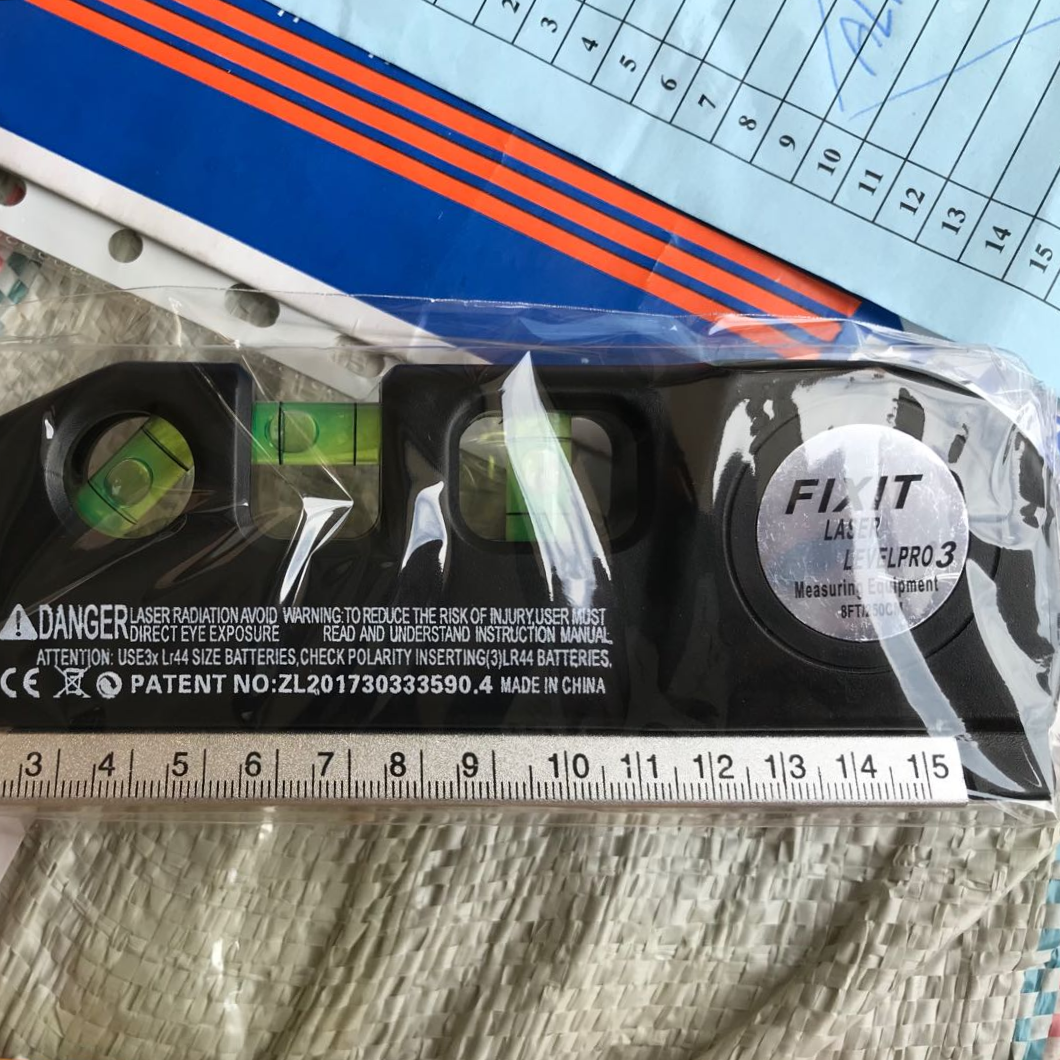 2
3
4
5
6
7
8
9
10
11
12
13
14
15
FIXIT
LASER
LEVELPRO 3
Measuring Equipment
8FT/250CM
DANGER LASER RADIATION AVOID DIRECT EYE EXPOSURE
WARNING:TO REDUCE THE RISK OF INJURY,USER MUST
READ AND UNDERSTAND INSTRUCTION MANUAL,
ATTENTION: USE3x Lr44 SIZE BATTERIES,CHECK POLARITY INSERTING(3)LR44 BATTERIES,
CE PATENT NO:ZL201730333590.4 MADE IN CHINA
3 4 5 6 7 8 9 10 11 12 13 14 15